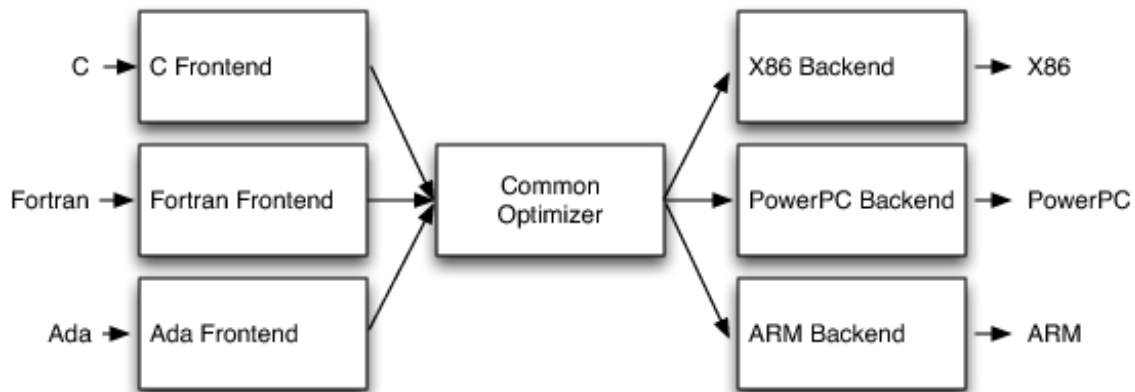 C
C Frontend
X86 Backend
X86
Fortran
Fortran Frontend
Common
Optimizer
PowerPC Backend
PowerPC
Ada
Ada Frontend
ARM Backend
ARM